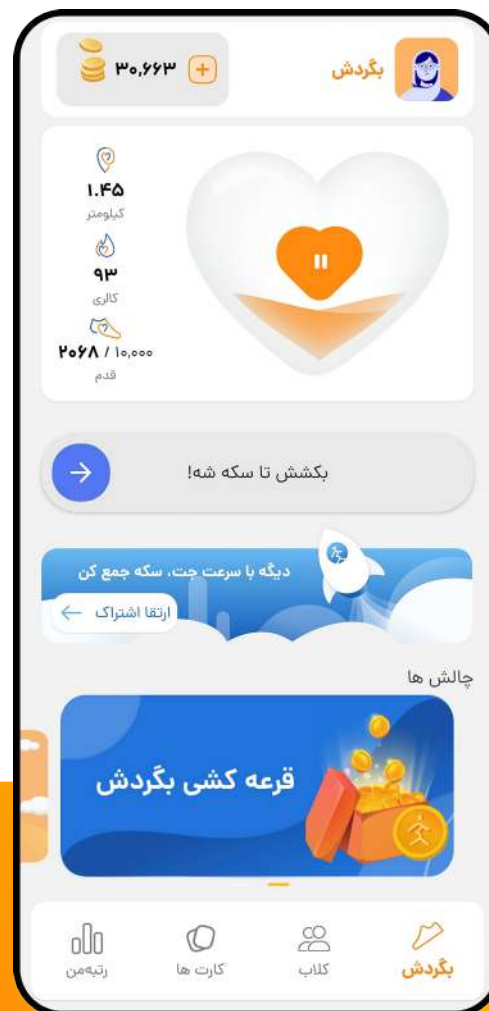 بگردش
۳۰,۶۶۳
۱.۴۵
کیلومتر
۹۳
کالری
۲۰۶۸ / ۱۰,۰۰۰
قدم
بکشش تا سکه شه!
دیگه با سرعت جت، سکه جمع کن
ارتقا اشتراک
چالش ها
قرعه کشی بگردش
بگردش
کلاب
کارت ها
رتبه‌من